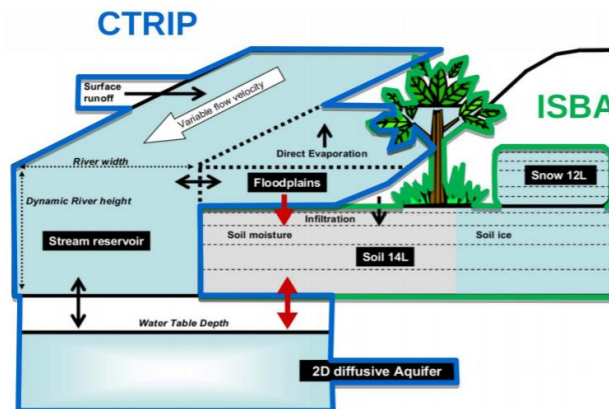 CTRIP
Surface
runoff
Variable flow velocity
ISBA
River width
Direct Evaporation
Snow 12L
Dynamic River height
Floodplains
Infiltration
Soil moisture
Soil ice
Stream reservoir
Soil 14L
Water Table Depth
2D diffusive Aquifer